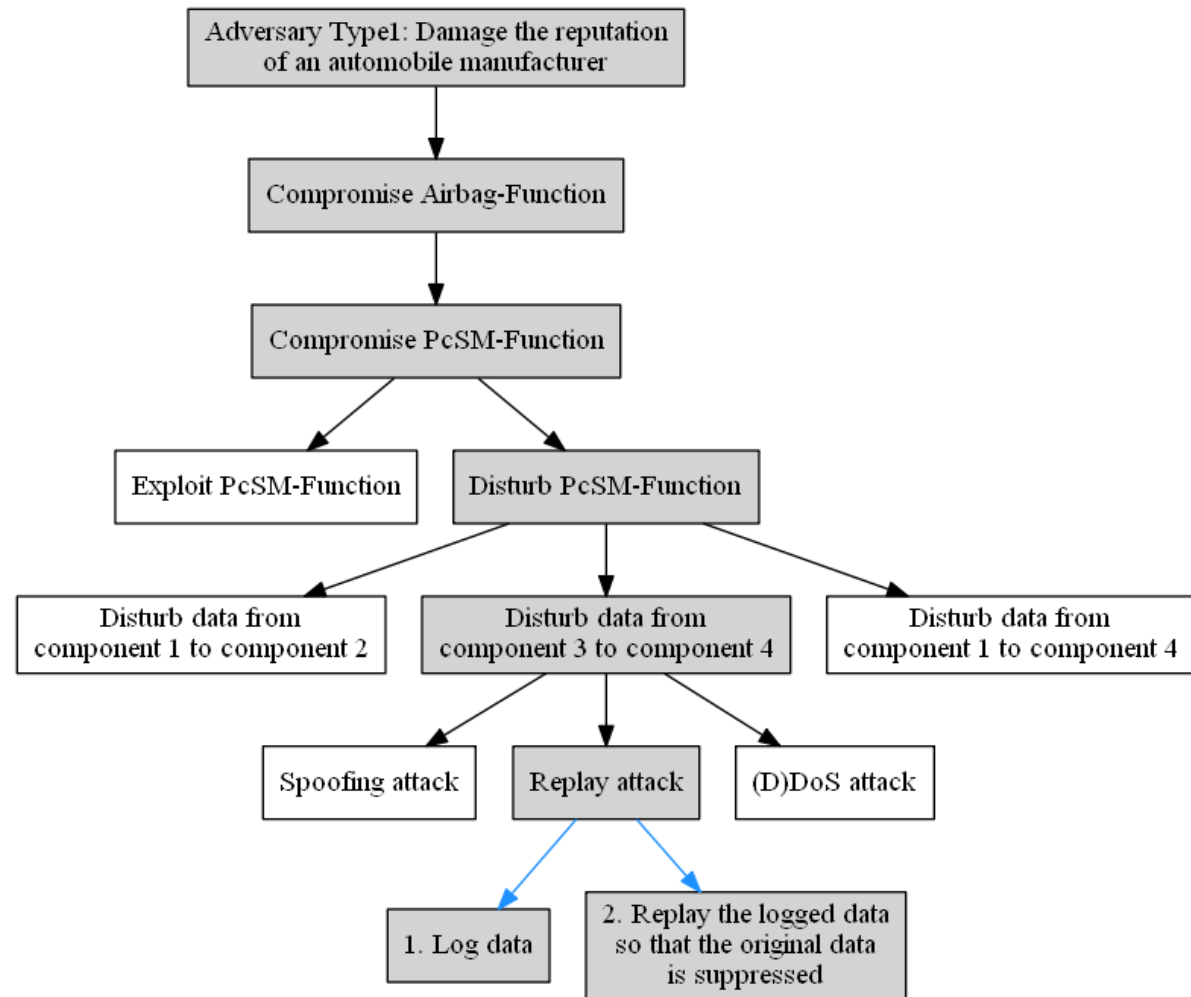 Adversary Type1: Damage the reputation
of an automobile manufacturer
Compromise Airbag-Function
Compromise PcSM-Function
Exploit PcSM-Function
Disturb PcSM-Function
Disturb data from
component 1 to component 2
Disturb data from
component 3 to component 4
Disturb data from
component 1 to component 4
Spoofing attack
Replay attack
(D)DoS attack
1. Log data
2. Replay the logged data
so that the original data
is suppressed